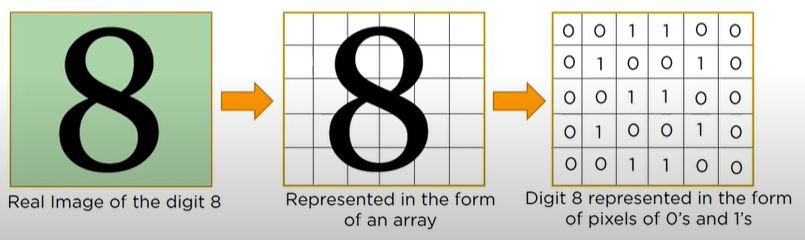 8
8
0 0 1 1 0 0
0 1 0 0 1 0
0 0 1 1 0 0
0 1 0 0 1 0
0 0 1 1 0 0
Real Image of the digit 8
Represented in the form
of an array
Digit 8 represented in the form
of pixels of 0's and 1's